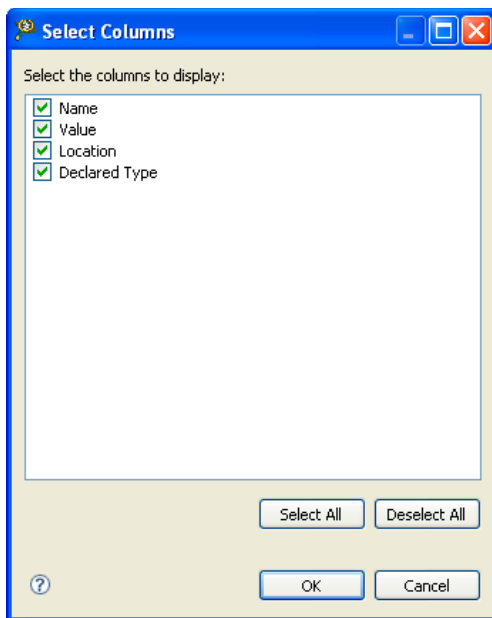 Select Columns
Select the columns to display:
Name
Value
Location
Declared Type
Select All Deselect All
? OK Cancel